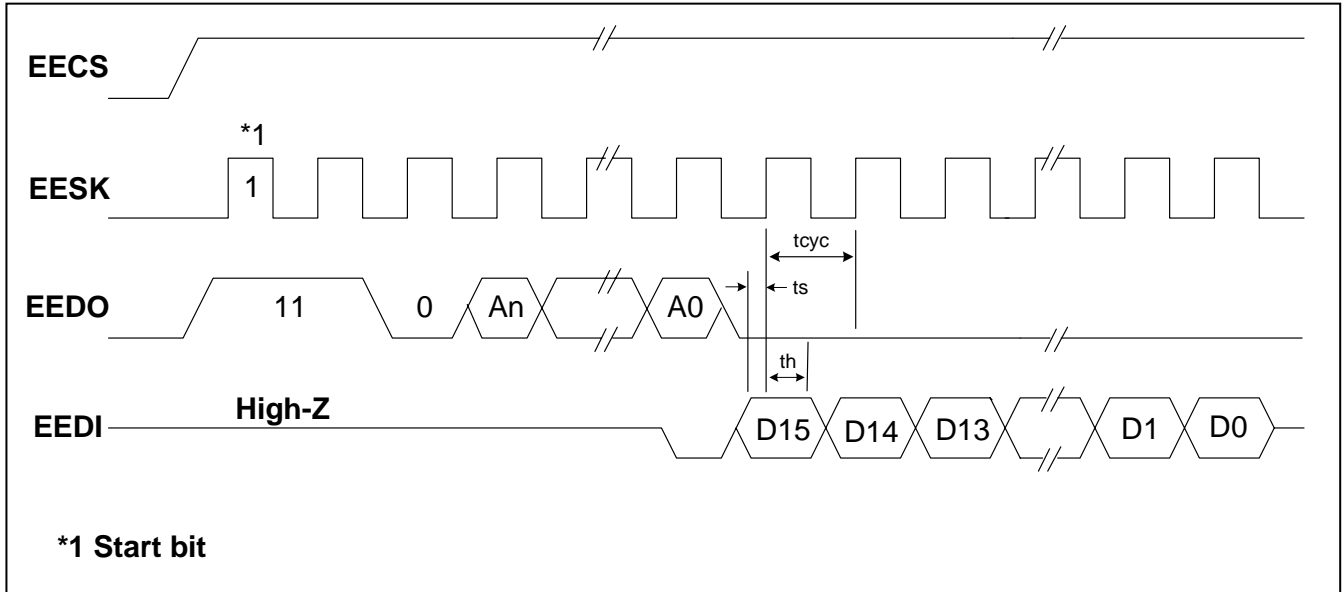 EECS
*1
EESK 1
tcyc
ts
EEDO 11 0 An A0
th
High-Z
EEDI D15 D14 D13 D1 D0
*1 Start bit